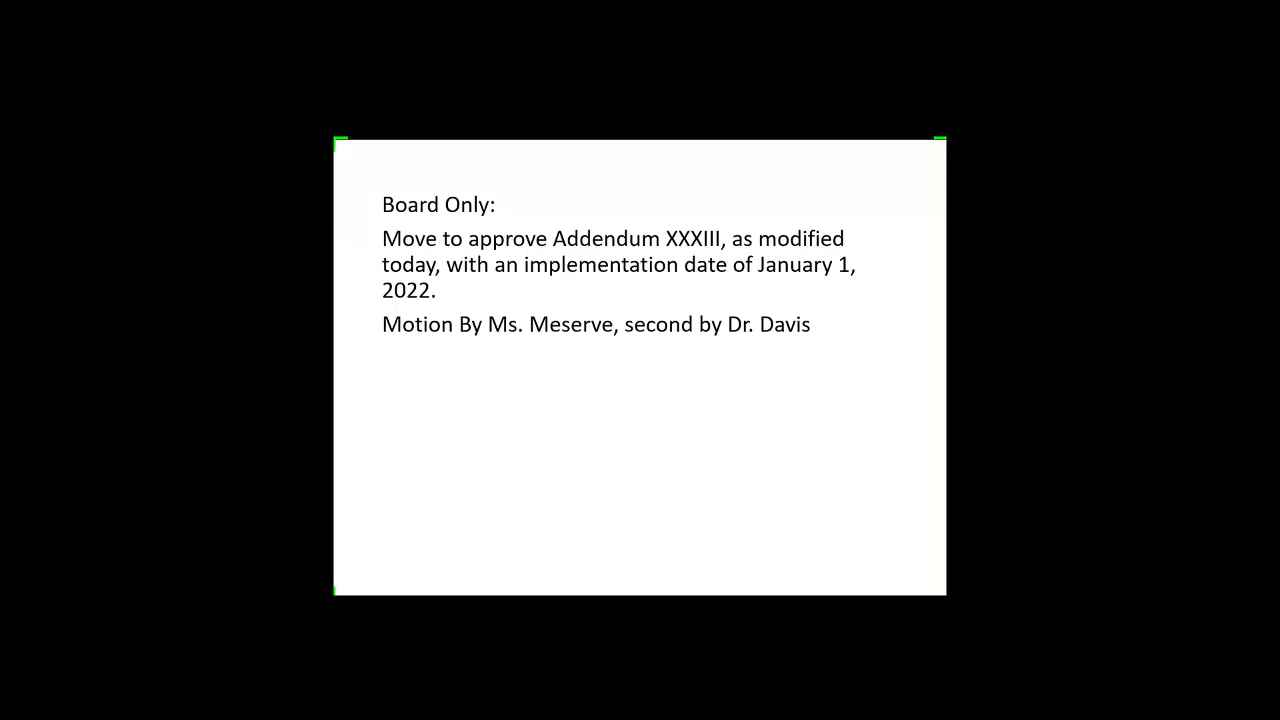 Board Only:
Move to approve Addendum XXXIII, as modified
today, with an implementation date of January 1,
2022.
Motion By Ms. Meserve, second by Dr. Davis